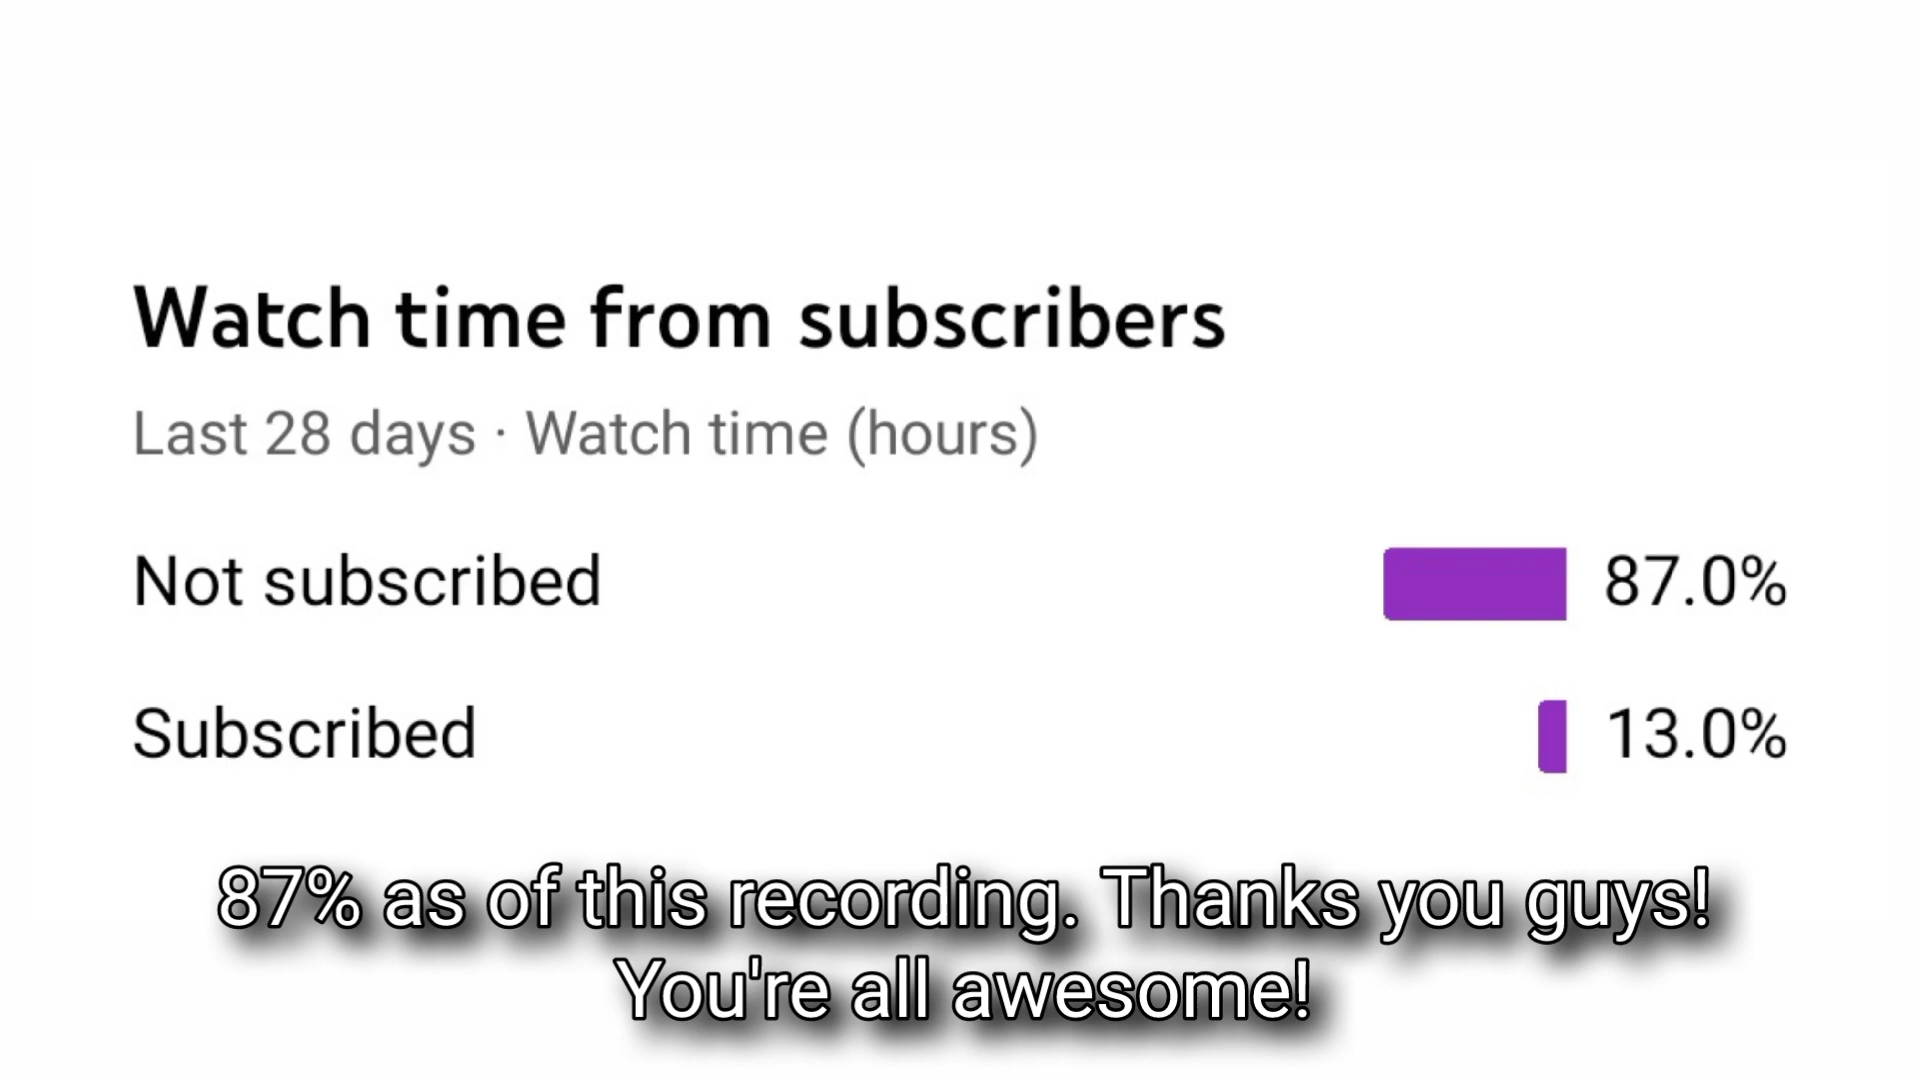 Watch time from subscribers
Last 28 days · Watch time (hours)
Not subscribed 87.0%
Subscribed 13.0%
87% as of this recording. Thanks you guys!
You're all awesome!